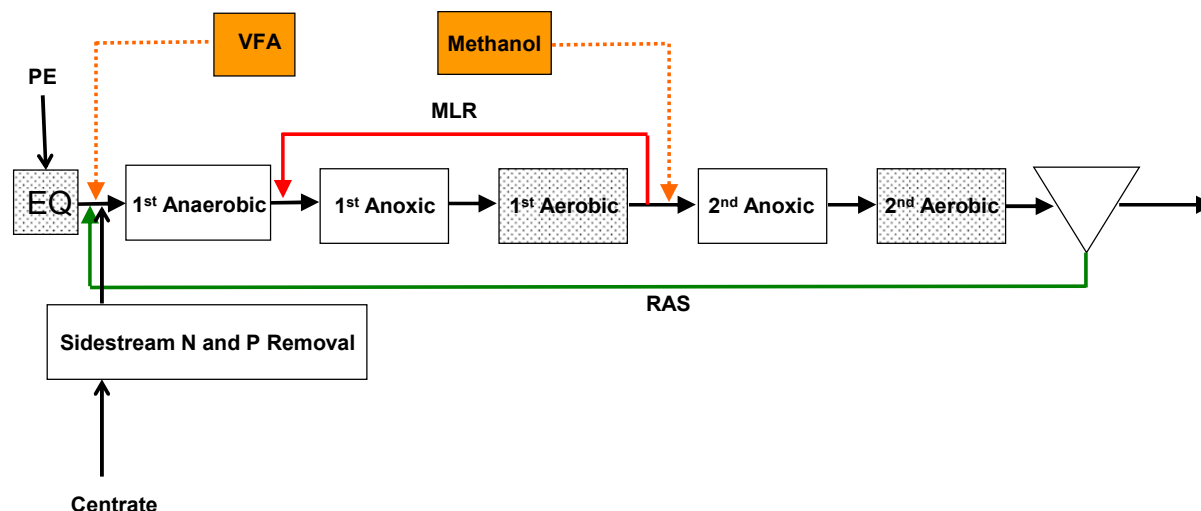 VFA
Methanol
PE
MLR
EQ
1st Anaerobic
1st Anoxic
1st Aerobic
2nd Anoxic
2nd Aerobic
RAS
Sidestream N and P Removal
Centrate